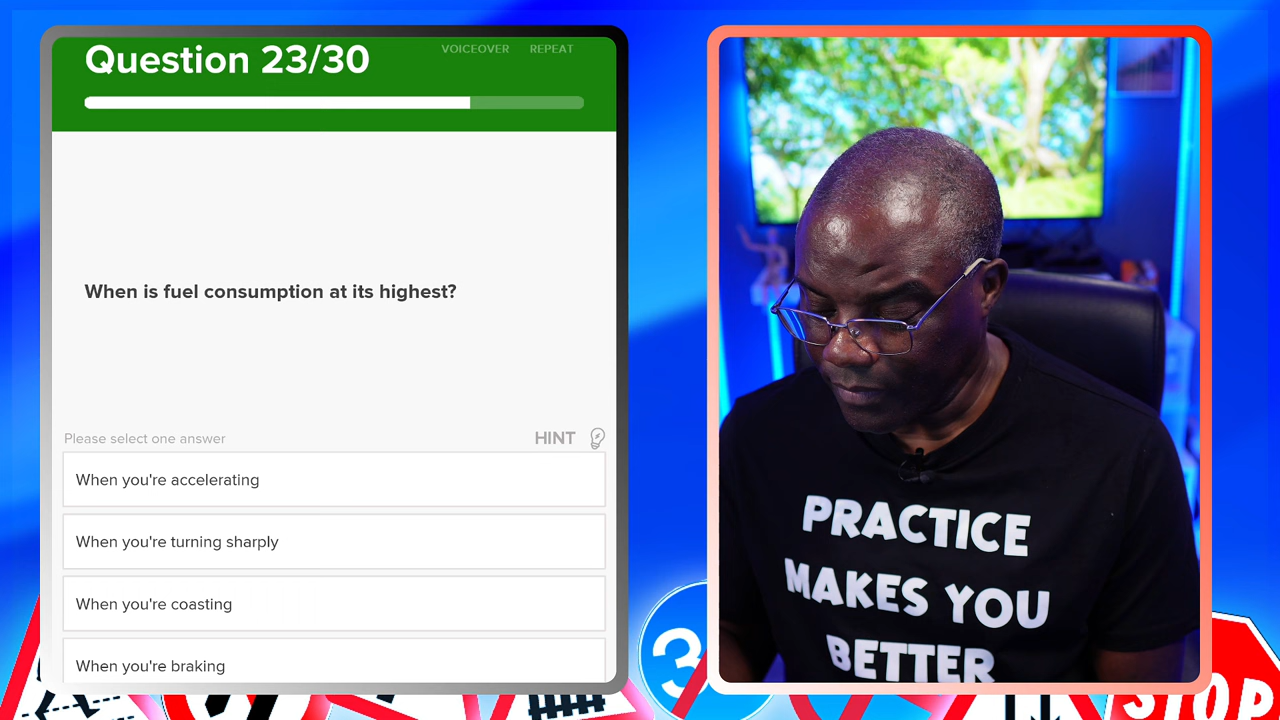 Question 23/30
VOICEOVER
REPEAT
When is fuel consumption at its highest?
Please select one answer
HINT
When you're accelerating
When you're turning sharply
When you're coasting
When you're braking
PRACTICE
MAKES YOU
BETTER
3
STOP